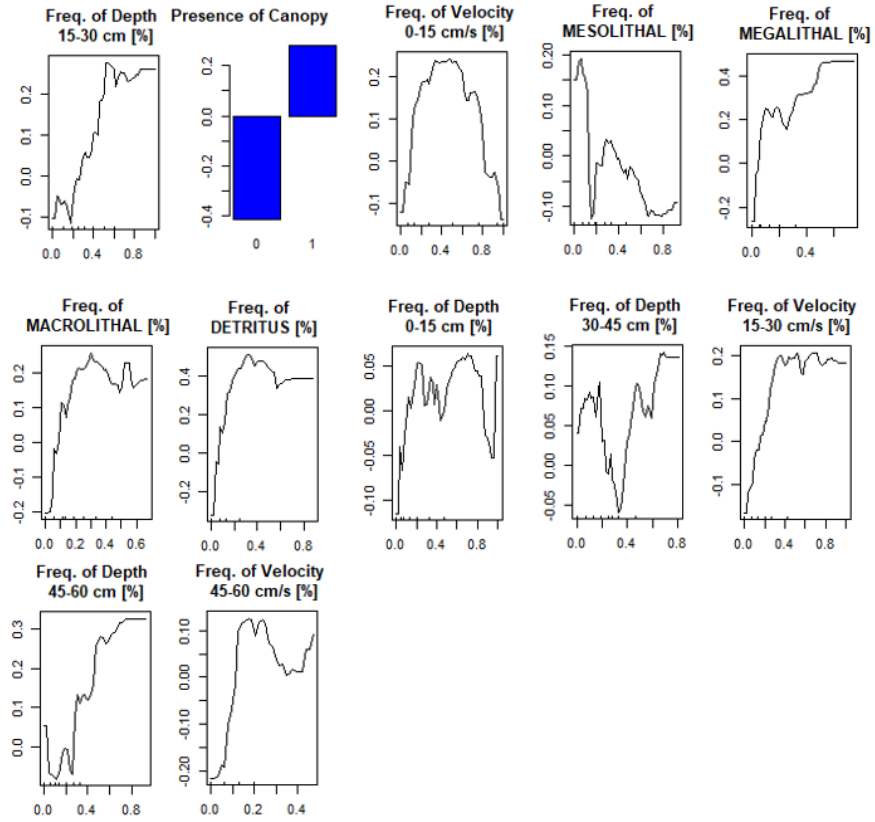 Freq. of Depth
15-30 cm [%]
0.2
0.1
0.0
-0.1
0.0 0.4 0.8
Presence of Canopy
0.2
0.0
-0.2
-0.4
0 1
Freq. of Velocity
0-15 cm/s [%]
0.2
0.1
0.0
-0.1
0.0 0.4 0.8
Freq. of
MESOLITHAL [%]
0.20
0.10
0.00
-0.10
0.0 0.4 0.8
Freq. of
MEGALITHAL [%]
0.4
0.2
0.0
-0.2
0.0 0.4
Freq. of
MACROLITHAL [%]
0.2
0.1
0.0
-0.1
-0.2
0.0 0.2 0.4 0.6
Freq. of
DETRITUS [%]
0.4
0.2
0.0
-0.2
0.0 0.4 0.8
Freq. of Depth
0-15 cm [%]
0.05
0.00
-0.05
-0.10
0.0 0.4 0.8
Freq. of Depth
30-45 cm [%]
0.15
0.10
0.05
0.00
-0.05
0.0 0.4 0.8
Freq. of Velocity
15-30 cm/s [%]
0.2
0.1
0.0
-0.1
0.0 0.4 0.8
Freq. of Depth
45-60 cm [%]
0.3
0.2
0.1
0.0
0.0 0.4 0.8
Freq. of Velocity
45-60 cm/s [%]
0.10
0.00
-0.10
-0.20
0.0 0.2 0.4